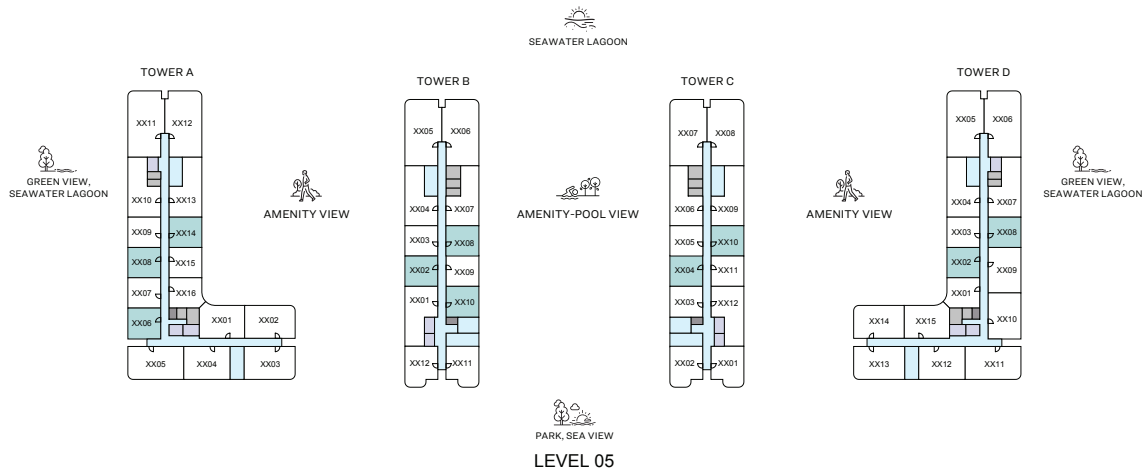 SEAWATER LAGOON
TOWER A
TOWER B
TOWER C
TOWER D
GREEN VIEW,
SEAWATER LAGOON
AMENITY VIEW
AMENITY-POOL VIEW
AMENITY VIEW
GREEN VIEW,
SEAWATER LAGOON
XX11 XX12
XX10 XX13
XX09 XX14
XX08 XX15
XX07 XX16
XX06 XX01 XX02
XX05 XX04 XX03
XX05 XX06
XX04 XX07
XX03 XX08
XX02 XX09
XX01 XX10
XX12 XX11
XX07 XX08
XX06 XX09
XX05 XX10
XX04 XX11
XX03 XX12
XX02 XX01
XX05 XX06
XX04 XX07
XX03 XX08
XX02 XX09
XX01 XX10
XX14 XX15
XX13 XX12 XX11
PARK, SEA VIEW
LEVEL 05